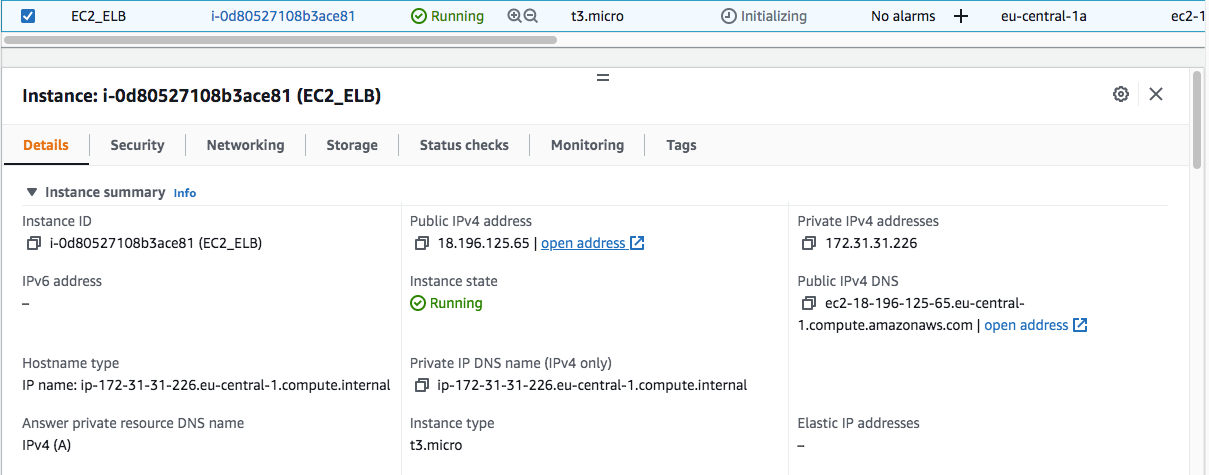 EC2_ELB i-0d80527108b3ace81 Running t3.micro Initializing No alarms + eu-central-1a ec2-1
Instance: i-0d80527108b3ace81 (EC2_ELB)
Details Security Networking Storage Status checks Monitoring Tags
Instance summary Info
Instance ID
i-0d80527108b3ace81 (EC2_ELB)
Public IPv4 address
18.196.125.65 | open address
Private IPv4 addresses
172.31.31.226
IPv6 address
–
Instance state
Running
Public IPv4 DNS
ec2-18-196-125-65.eu-central-
1.compute.amazonaws.com | open address
Hostname type
IP name: ip-172-31-31-226.eu-central-1.compute.internal
Private IP DNS name (IPv4 only)
ip-172-31-31-226.eu-central-1.compute.internal
Answer private resource DNS name
IPv4 (A)
Instance type
t3.micro
Elastic IP addresses
–